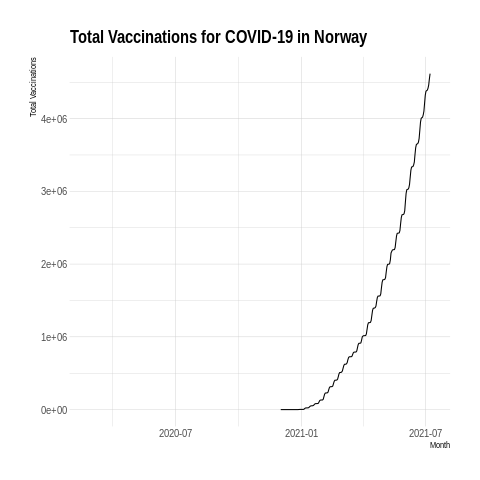 Total Vaccinations for COVID-19 in Norway
Total Vaccinations
4e+06
3e+06
2e+06
1e+06
0e+00
2020-07 2021-01 2021-07
Month